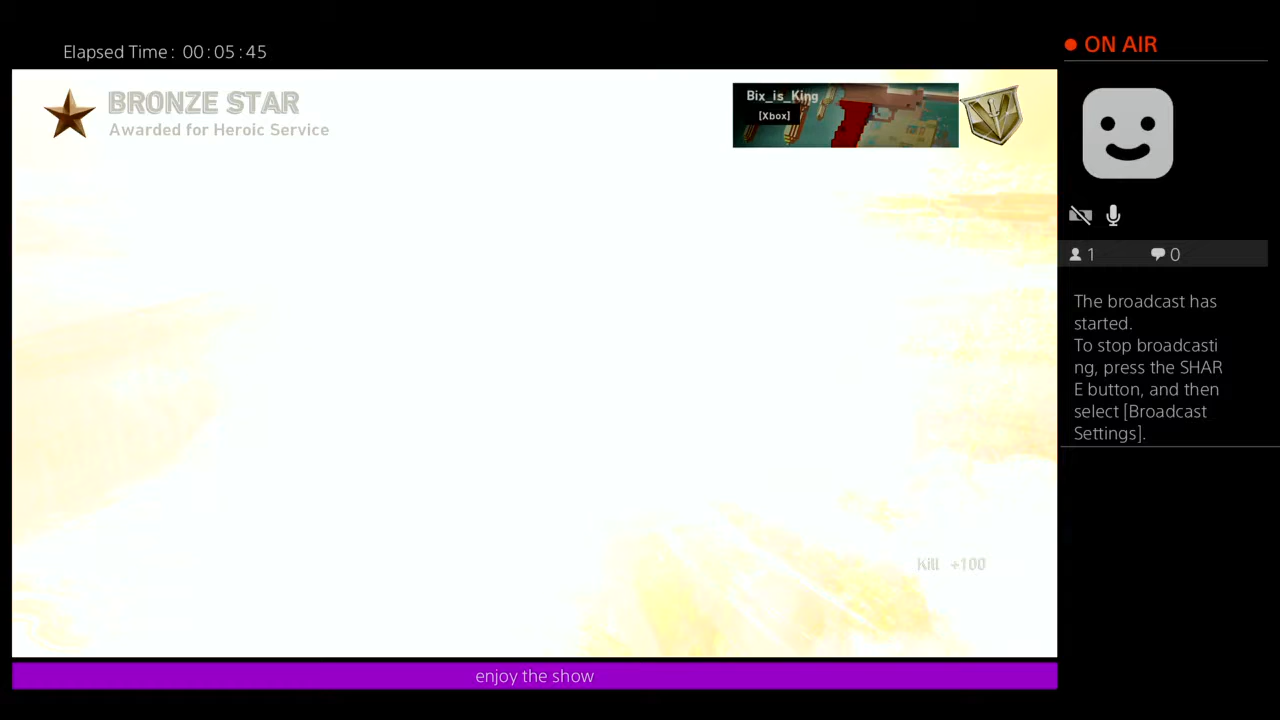 Elapsed Time: 00:05:45
ON AIR
BRONZE STAR
Awarded for Heroic Service
Bix_is_King
[Xbox]
1
0
The broadcast has
started.
To stop broadcasti
ng, press the SHAR
E button, and then
select [Broadcast
Settings].
Kill +100
enjoy the show